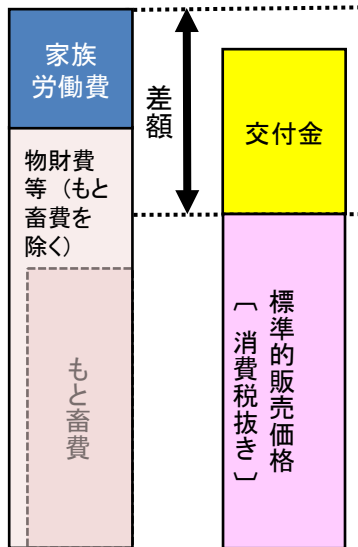 家族
労働費
物財費
等（もと
畜費を
除く）
もと畜費
差額
交付金
標準的販売価格
〔消費税抜き〕